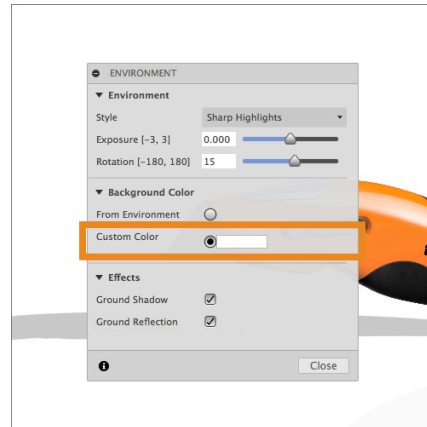 ENVIRONMENT
Environment
Style Sharp Highlights
Exposure [-3, 3] 0.000
Rotation [-180, 180] 15
Background Color
From Environment
Custom Color
Effects
Ground Shadow
Ground Reflection
Close